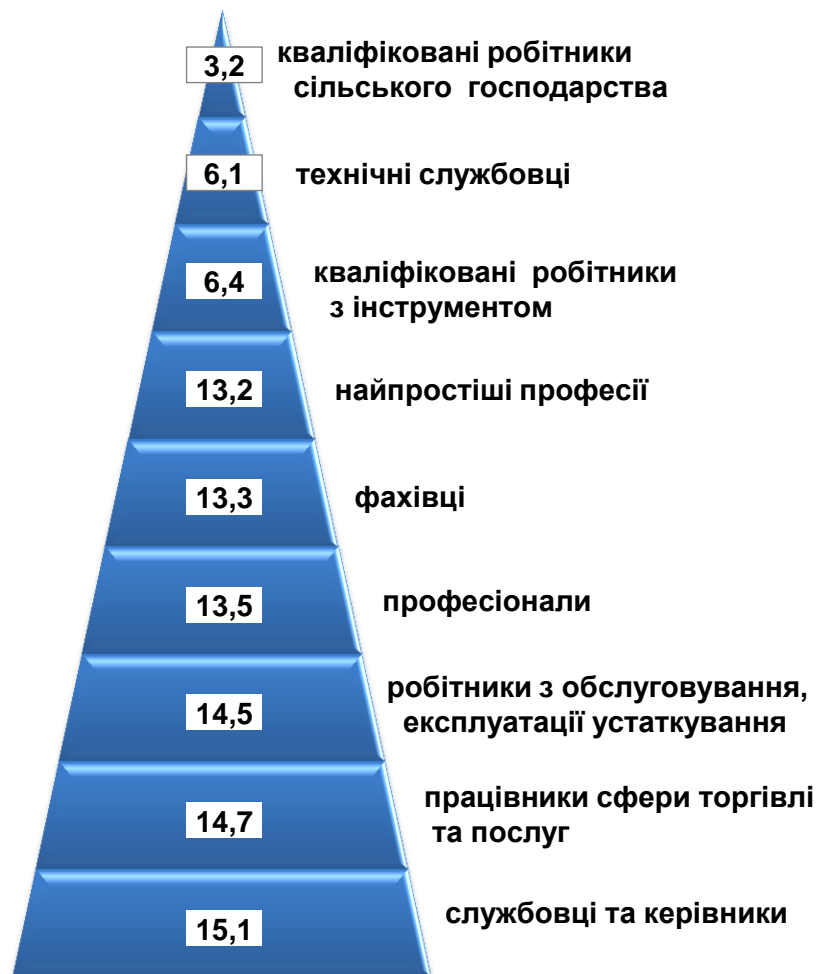 3,2 кваліфіковані робітники
сільського господарства
6,1 технічні службовці
6,4 кваліфіковані робітники
з інструментом
13,2 найпростіші професії
13,3 фахівці
13,5 професіонали
14,5 робітники з обслуговування,
експлуатації устаткування
14,7 працівники сфери торгівлі
та послуг
15,1 службовці та керівники